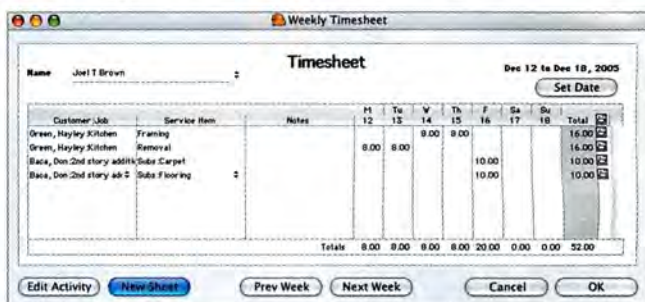 Weekly Timesheet
Timesheet
Name Joel T Brown
Dec 12 to Dec 18, 2005
Set Date
M Tu W Th F Sa Su
Customer:Job Service Item Notes 12 13 14 15 16 17 18 Total
Green, Hayley:Kitchen Framing 8.00 8.00 16.00
Green, Hayley:Kitchen Removal 8.00 8.00 16.00
Baca, Don:2nd story additi Subs:Carpet 10.00 10.00
Baca, Don:2nd story adr Subs:Flooring 10.00 10.00
Totals 8.00 8.00 8.00 8.00 20.00 0.00 0.00 52.00
Edit Activity New Sheet Prev Week Next Week Cancel OK